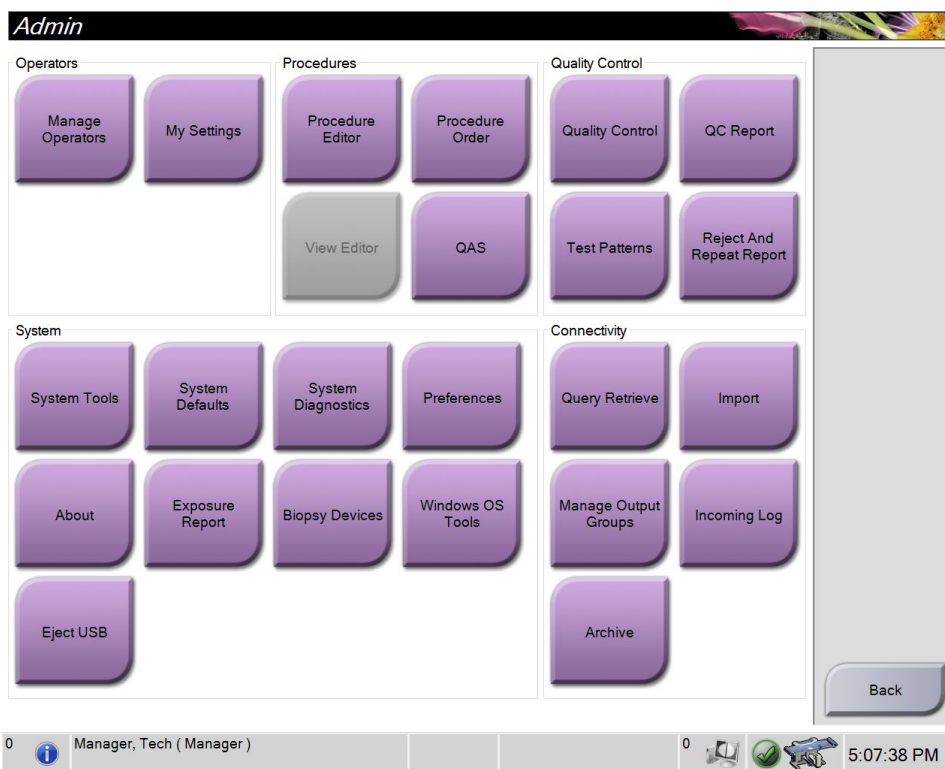 Admin
Operators
Manage
Operators
My Settings
Procedures
Procedure
Editor
Procedure
Order
View Editor
QAS
Quality Control
Quality Control
QC Report
Test Patterns
Reject And
Repeat Report
System
System Tools
System
Defaults
System
Diagnostics
Preferences
About
Exposure
Report
Biopsy Devices
Windows OS
Tools
Eject USB
Connectivity
Query Retrieve
Import
Manage Output
Groups
Incoming Log
Archive
Back
0
Manager, Tech ( Manager )
0
5:07:38 PM